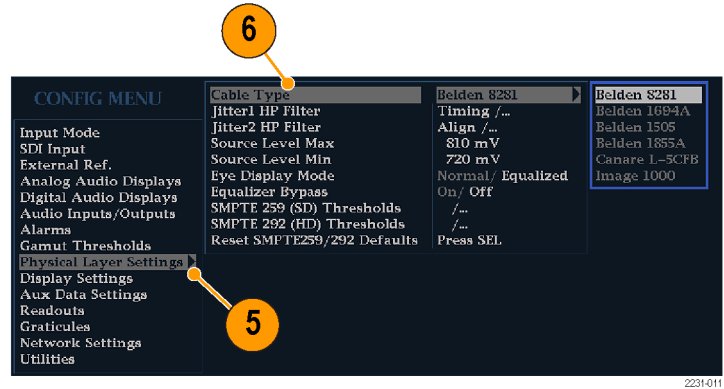 6
CONFIG MENU
Input Mode
SDI Input
External Ref.
Analog Audio Displays
Digital Audio Displays
Audio Inputs/Outputs
Alarms
Gamut Thresholds
Physical Layer Settings
Display Settings
Aux Data Settings
Readouts
Graticules
Network Settings
Utilities
5
Cable Type Belden 8281
Jitter1 HP Filter Timing /...
Jitter2 HP Filter Align /...
Source Level Max 810 mV
Source Level Min 720 mV
Eye Display Mode Normal/ Equalized
Equalizer Bypass On/ Off
SMPTE 259 (SD) Thresholds /...
SMPTE 292 (HD) Thresholds /...
Reset SMPTE259/292 Defaults Press SEL
Belden 8281
Belden 1694A
Belden 1505
Belden 1855A
Canare L-5CFB
Image 1000
2231-011